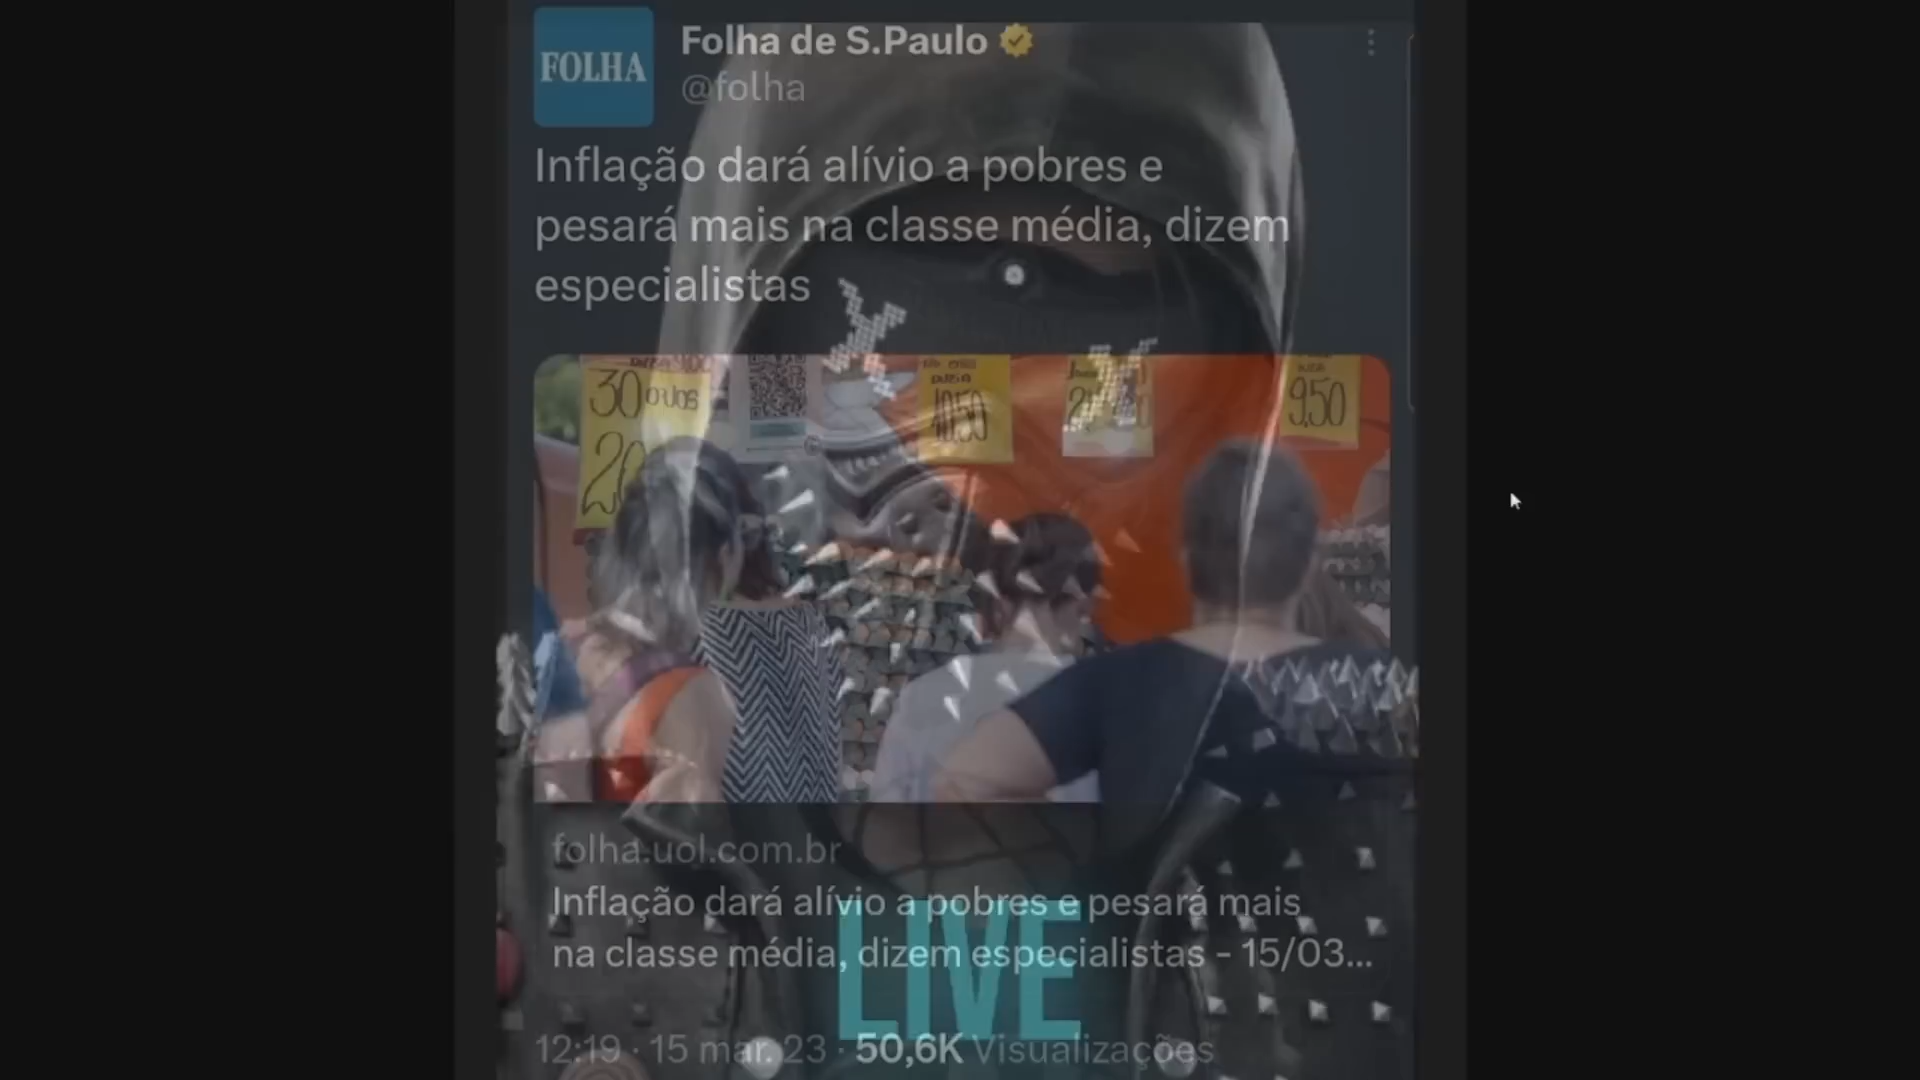 FOLHA
Folha de S.Paulo
@folha
Inflação dará alívio a pobres e
pesará mais na classe média, dizem
especialistas
30 OVOS
20
10,50
9,50
folha.uol.com.br
Inflação dará alívio a pobres e pesará mais
na classe média, dizem especialistas - 15/03...
LIVE
12:19 · 15 mar. 23 · 50,6K Visualizações